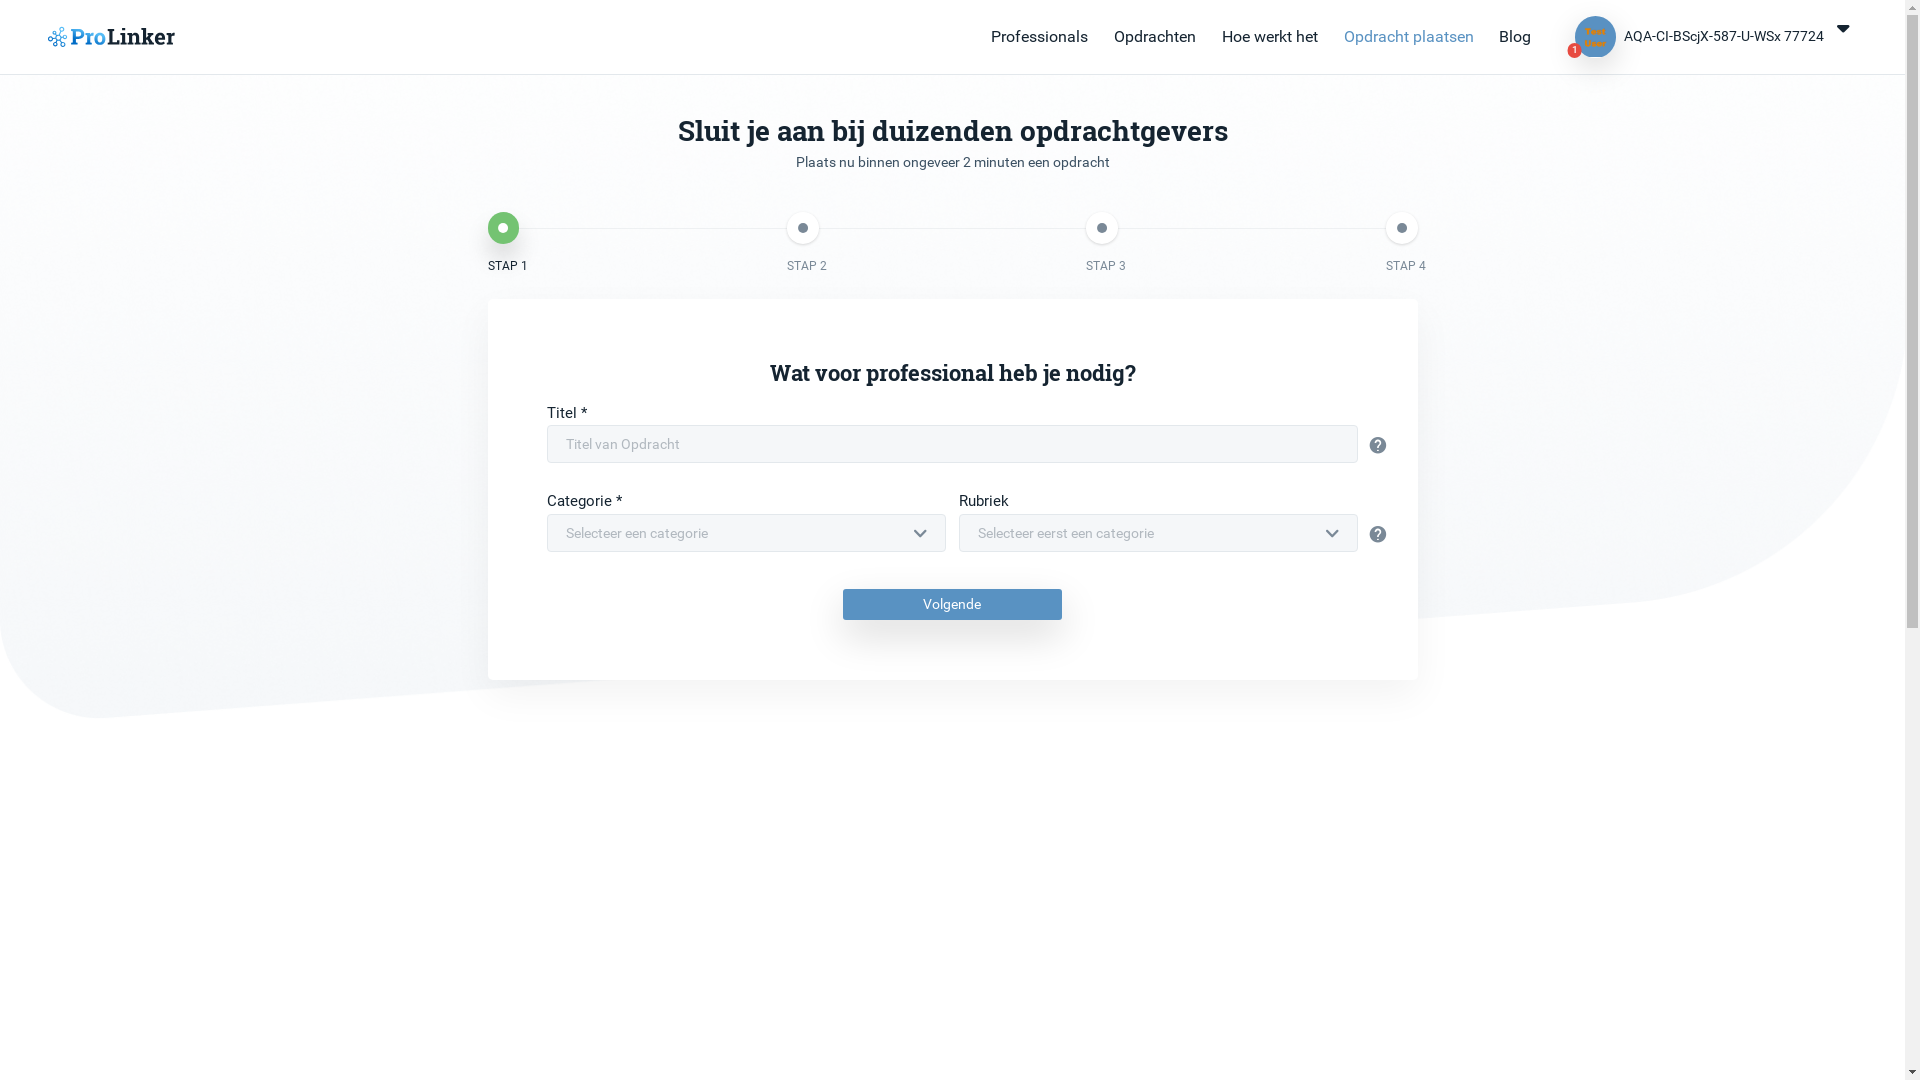 ProLinker
Professionals
Opdrachten
Hoe werkt het
Opdracht plaatsen
Blog
Test
User
1
AQA-CI-BScjX-587-U-WSx 77724
Sluit je aan bij duizenden opdrachtgevers
Plaats nu binnen ongeveer 2 minuten een opdracht
STAP 1
STAP 2
STAP 3
STAP 4
Wat voor professional heb je nodig?
Titel *
Titel van Opdracht
Categorie *
Rubriek
Selecteer een categorie
Selecteer eerst een categorie
Volgende